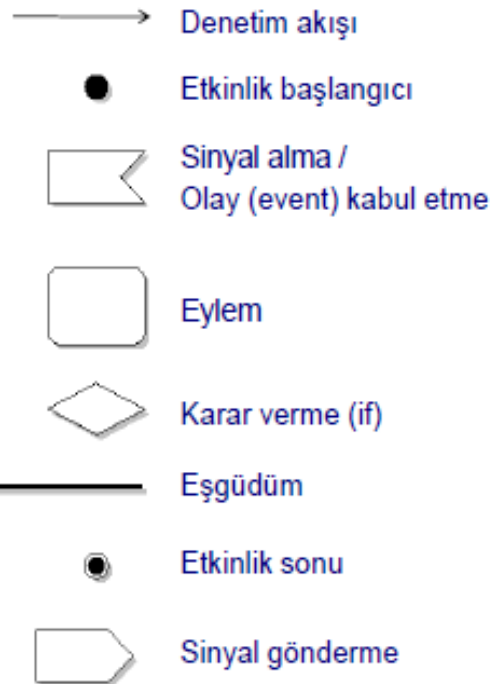 Denetim akışı
Etkinlik başlangıcı
Sinyal alma /
Olay (event) kabul etme
Eylem
Karar verme (if)
Eşgüdüm
Etkinlik sonu
Sinyal gönderme